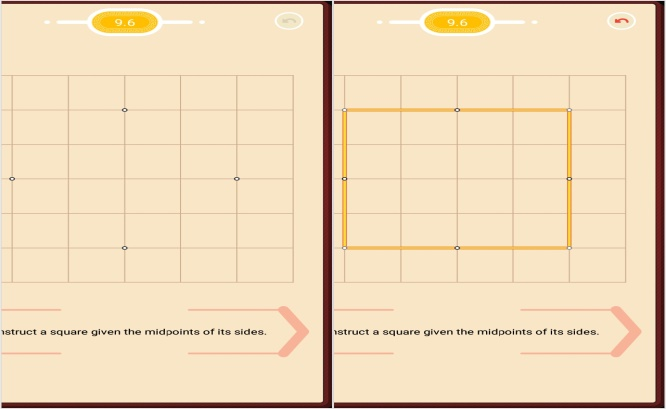 9.6
nstruct a square given the midpoints of its sides.
9.6
nstruct a square given the midpoints of its sides.